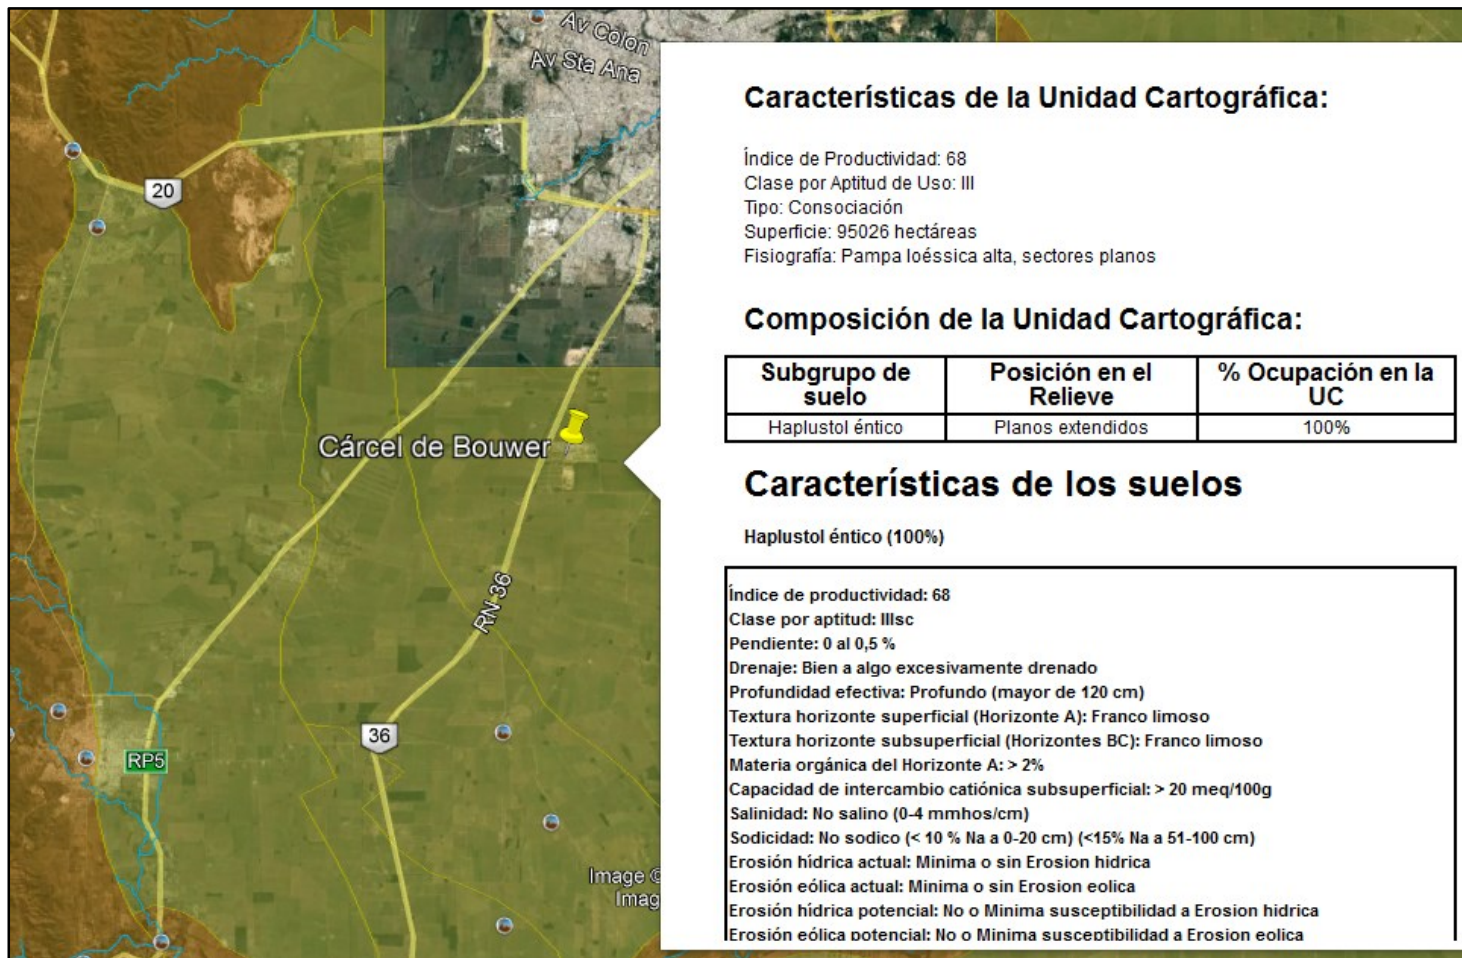 Av Colon
Av Sta Ana
20
Cárcel de Bouwer
RN 36
36
RP5
Image ©
Imag
Características de la Unidad Cartográfica:
Índice de Productividad: 68
Clase por Aptitud de Uso: III
Tipo: Consociación
Superficie: 95026 hectáreas
Fisiografía: Pampa loéssica alta, sectores planos
Composición de la Unidad Cartográfica:
Subgrupo de suelo Posición en el Relieve % Ocupación en la UC
Haplustol éntico Planos extendidos 100%
Características de los suelos
Haplustol éntico (100%)
Índice de productividad: 68
Clase por aptitud: IIIsc
Pendiente: 0 al 0,5 %
Drenaje: Bien a algo excesivamente drenado
Profundidad efectiva: Profundo (mayor de 120 cm)
Textura horizonte superficial (Horizonte A): Franco limoso
Textura horizonte subsuperficial (Horizontes BC): Franco limoso
Materia orgánica del Horizonte A: > 2%
Capacidad de intercambio catiónica subsuperficial: > 20 meq/100g
Salinidad: No salino (0-4 mmhos/cm)
Sodicidad: No sodico (< 10 % Na a 0-20 cm) (<15% Na a 51-100 cm)
Erosión hídrica actual: Minima o sin Erosion hidrica
Erosión eólica actual: Minima o sin Erosion eolica
Erosión hídrica potencial: No o Minima susceptibilidad a Erosion hidrica
Erosión eólica potencial: No o Minima susceptibilidad a Erosion eolica